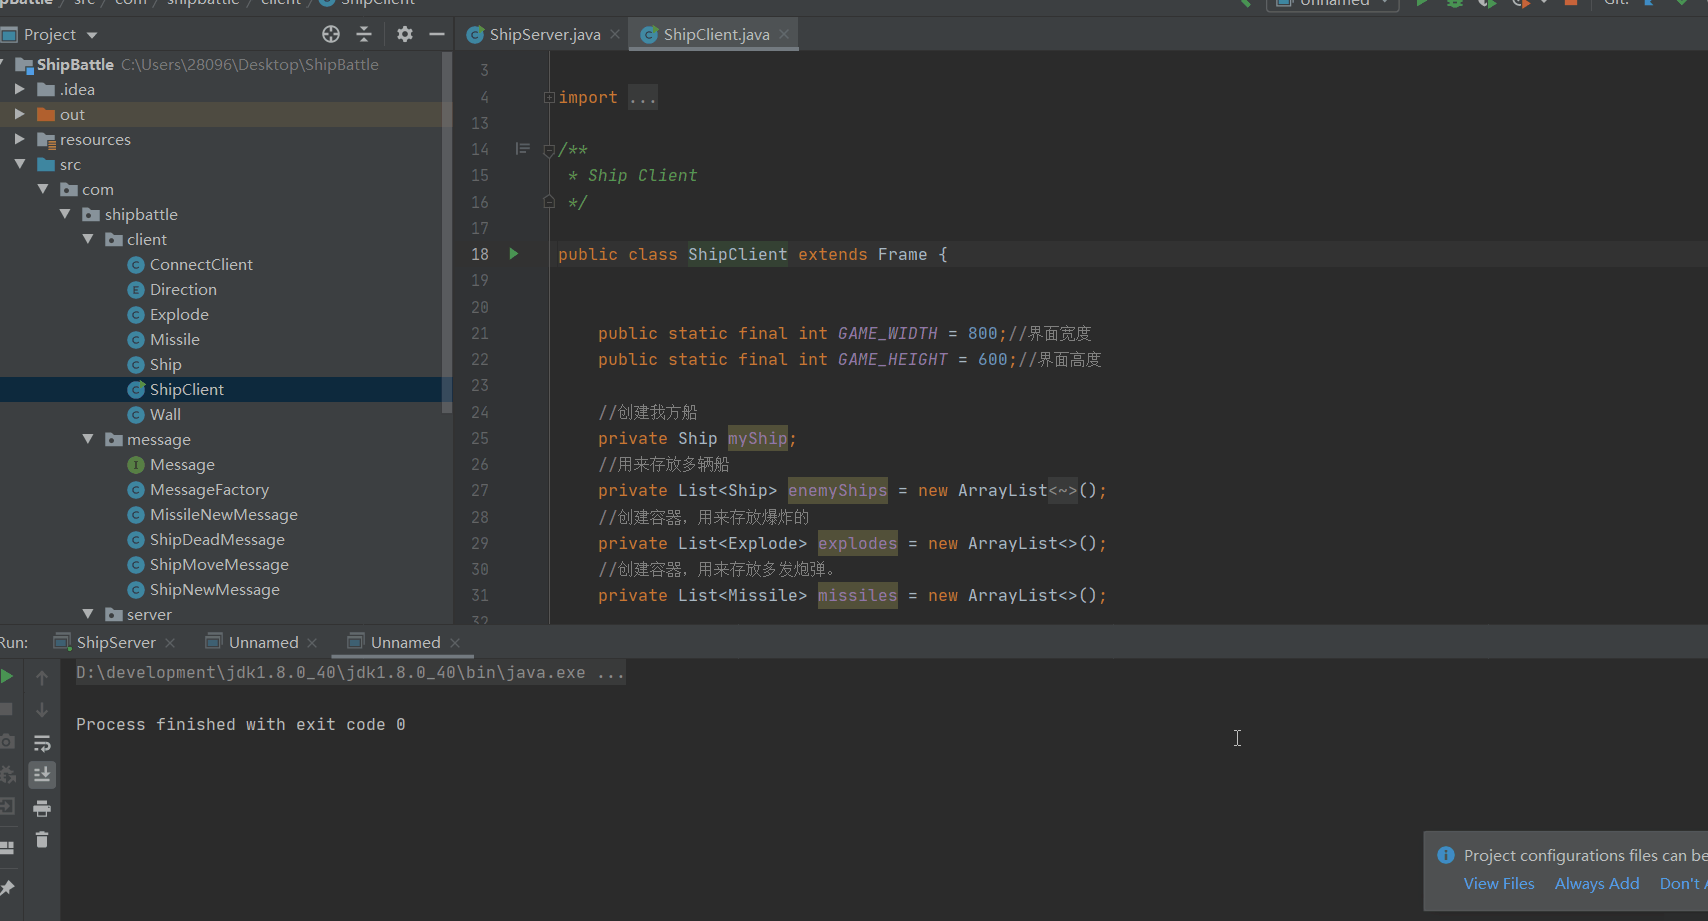 src / com / shipbattle / client / ShipClient
Unnamed
Git:
Project
ShipServer.java
ShipClient.java
ShipBattle C:\Users\28096\Desktop\ShipBattle
.idea
out
resources
src
com
shipbattle
client
ConnectClient
Direction
Explode
Missile
Ship
ShipClient
Wall
message
Message
MessageFactory
MissileNewMessage
ShipDeadMessage
ShipMoveMessage
ShipNewMessage
server
3
4 import ...
13
14 /**
15 * Ship Client
16 */
17
18 public class ShipClient extends Frame {
19
20
21 public static final int GAME_WIDTH = 800;//界面宽度
22 public static final int GAME_HEIGHT = 600;//界面高度
23
24 //创建我方船
25 private Ship myShip;
26 //用来存放多辆船
27 private List<Ship> enemyShips = new ArrayList<~>();
28 //创建容器，用来存放爆炸的
29 private List<Explode> explodes = new ArrayList<>();
30 //创建容器，用来存放多发炮弹。
31 private List<Missile> missiles = new ArrayList<>();
32
Run:
ShipServer
Unnamed
Unnamed
D:\development\jdk1.8.0_40\jdk1.8.0_40\bin\java.exe ...
Process finished with exit code 0
Project configurations files can be
View Files Always Add Don't